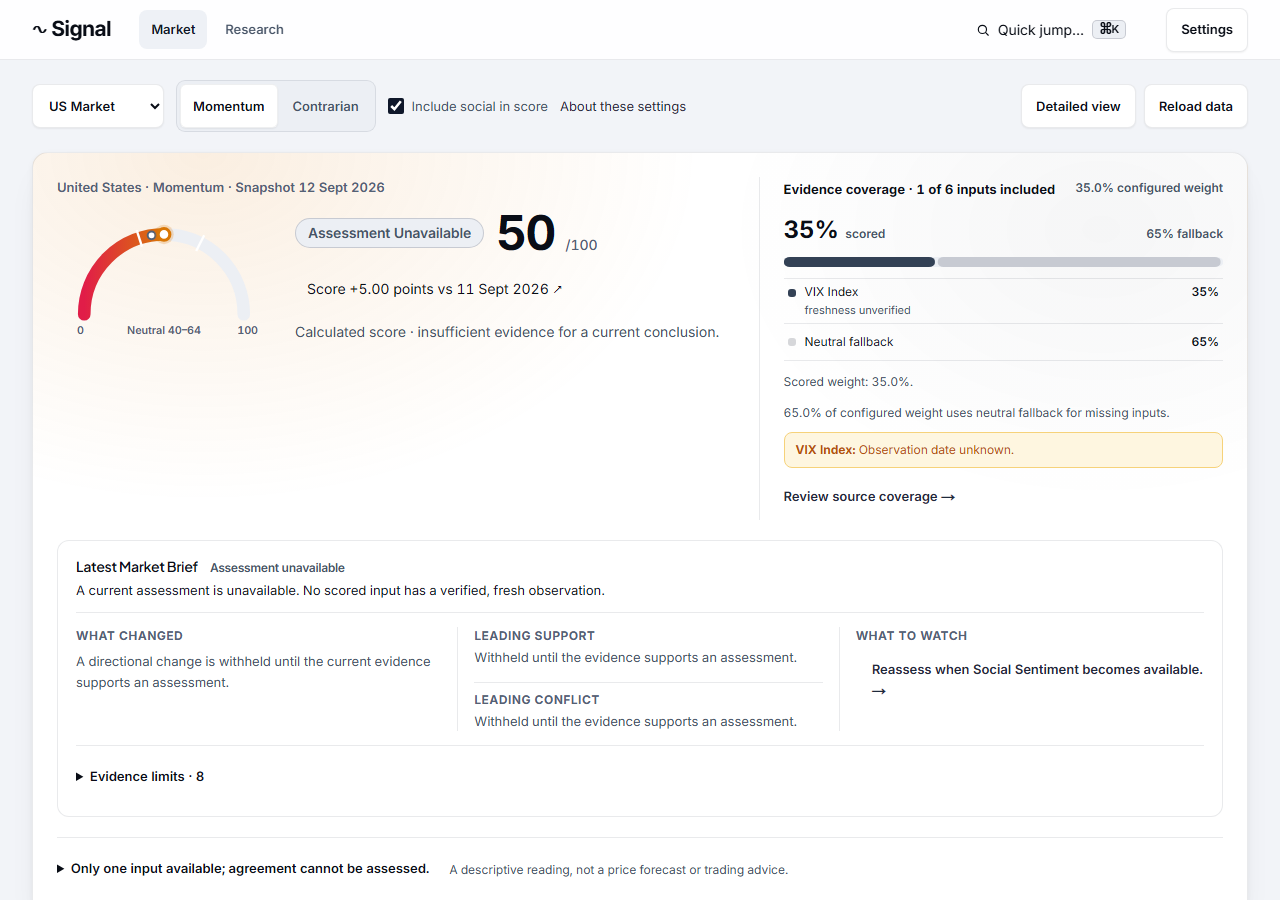 Signal
Market
Research
Quick jump...
⌘K
Settings
US Market
Momentum
Contrarian
Include social in score
About these settings
Detailed view
Reload data
United States · Momentum · Snapshot 12 Sept 2026
0
Neutral 40–64
100
Assessment Unavailable
50 /100
Score +5.00 points vs 11 Sept 2026 ↗
Calculated score · insufficient evidence for a current conclusion.
Evidence coverage · 1 of 6 inputs included
35.0% configured weight
35% scored
65% fallback
VIX Index
35%
freshness unverified
Neutral fallback
65%
Scored weight: 35.0%.
65.0% of configured weight uses neutral fallback for missing inputs.
VIX Index: Observation date unknown.
Review source coverage →
Latest Market Brief
Assessment unavailable
A current assessment is unavailable. No scored input has a verified, fresh observation.
WHAT CHANGED
A directional change is withheld until the current evidence
supports an assessment.
LEADING SUPPORT
Withheld until the evidence supports an assessment.
LEADING CONFLICT
Withheld until the evidence supports an assessment.
WHAT TO WATCH
Reassess when Social Sentiment becomes available.
→
Evidence limits · 8
Only one input available; agreement cannot be assessed.
A descriptive reading, not a price forecast or trading advice.